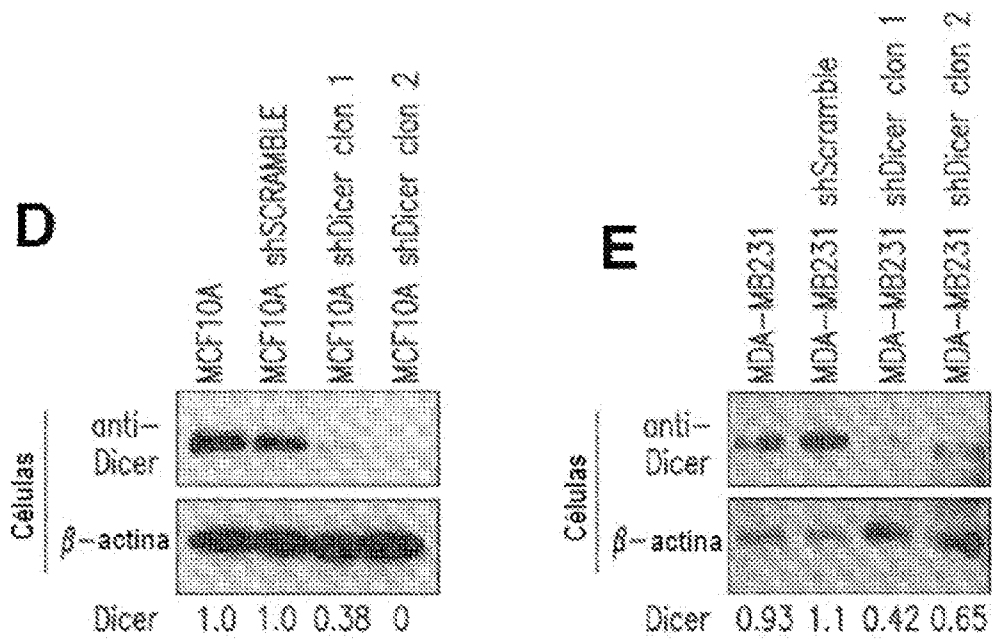 D
MCF10A
MCF10A shSCRAMBLE
MCF10A shDicer clon 1
MCF10A shDicer clon 2
Células
anti-
Dicer
β-actina
Dicer 1.0 1.0 0.38 0
E
MDA-MB231
MDA-MB231 shScramble
MDA-MB231 shDicer clon 1
MDA-MB231 shDicer clon 2
Células
anti-
Dicer
β-actina
Dicer 0.93 1.1 0.42 0.65